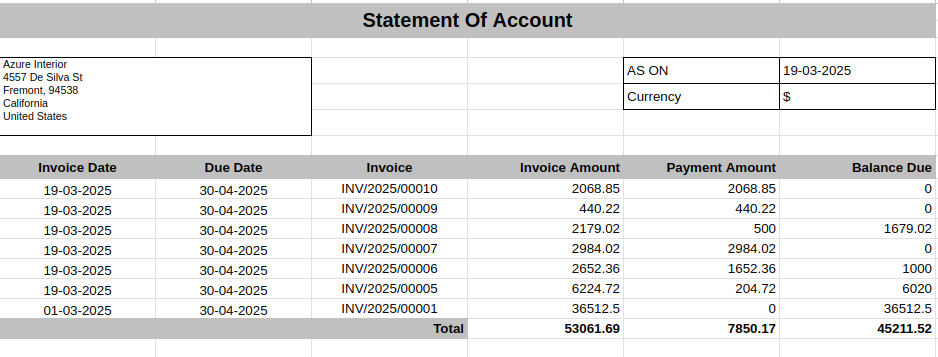 Statement Of Account
Azure Interior
4557 De Silva St
Fremont, 94538
California
United States
AS ON 19-03-2025
Currency $
Invoice Date Due Date Invoice Invoice Amount Payment Amount Balance Due
19-03-2025 30-04-2025 INV/2025/00010 2068.85 2068.85 0
19-03-2025 30-04-2025 INV/2025/00009 440.22 440.22 0
19-03-2025 30-04-2025 INV/2025/00008 2179.02 500 1679.02
19-03-2025 30-04-2025 INV/2025/00007 2984.02 2984.02 0
19-03-2025 30-04-2025 INV/2025/00006 2652.36 1652.36 1000
19-03-2025 30-04-2025 INV/2025/00005 6224.72 204.72 6020
01-03-2025 30-04-2025 INV/2025/00001 36512.5 0 36512.5
Total 53061.69 7850.17 45211.52